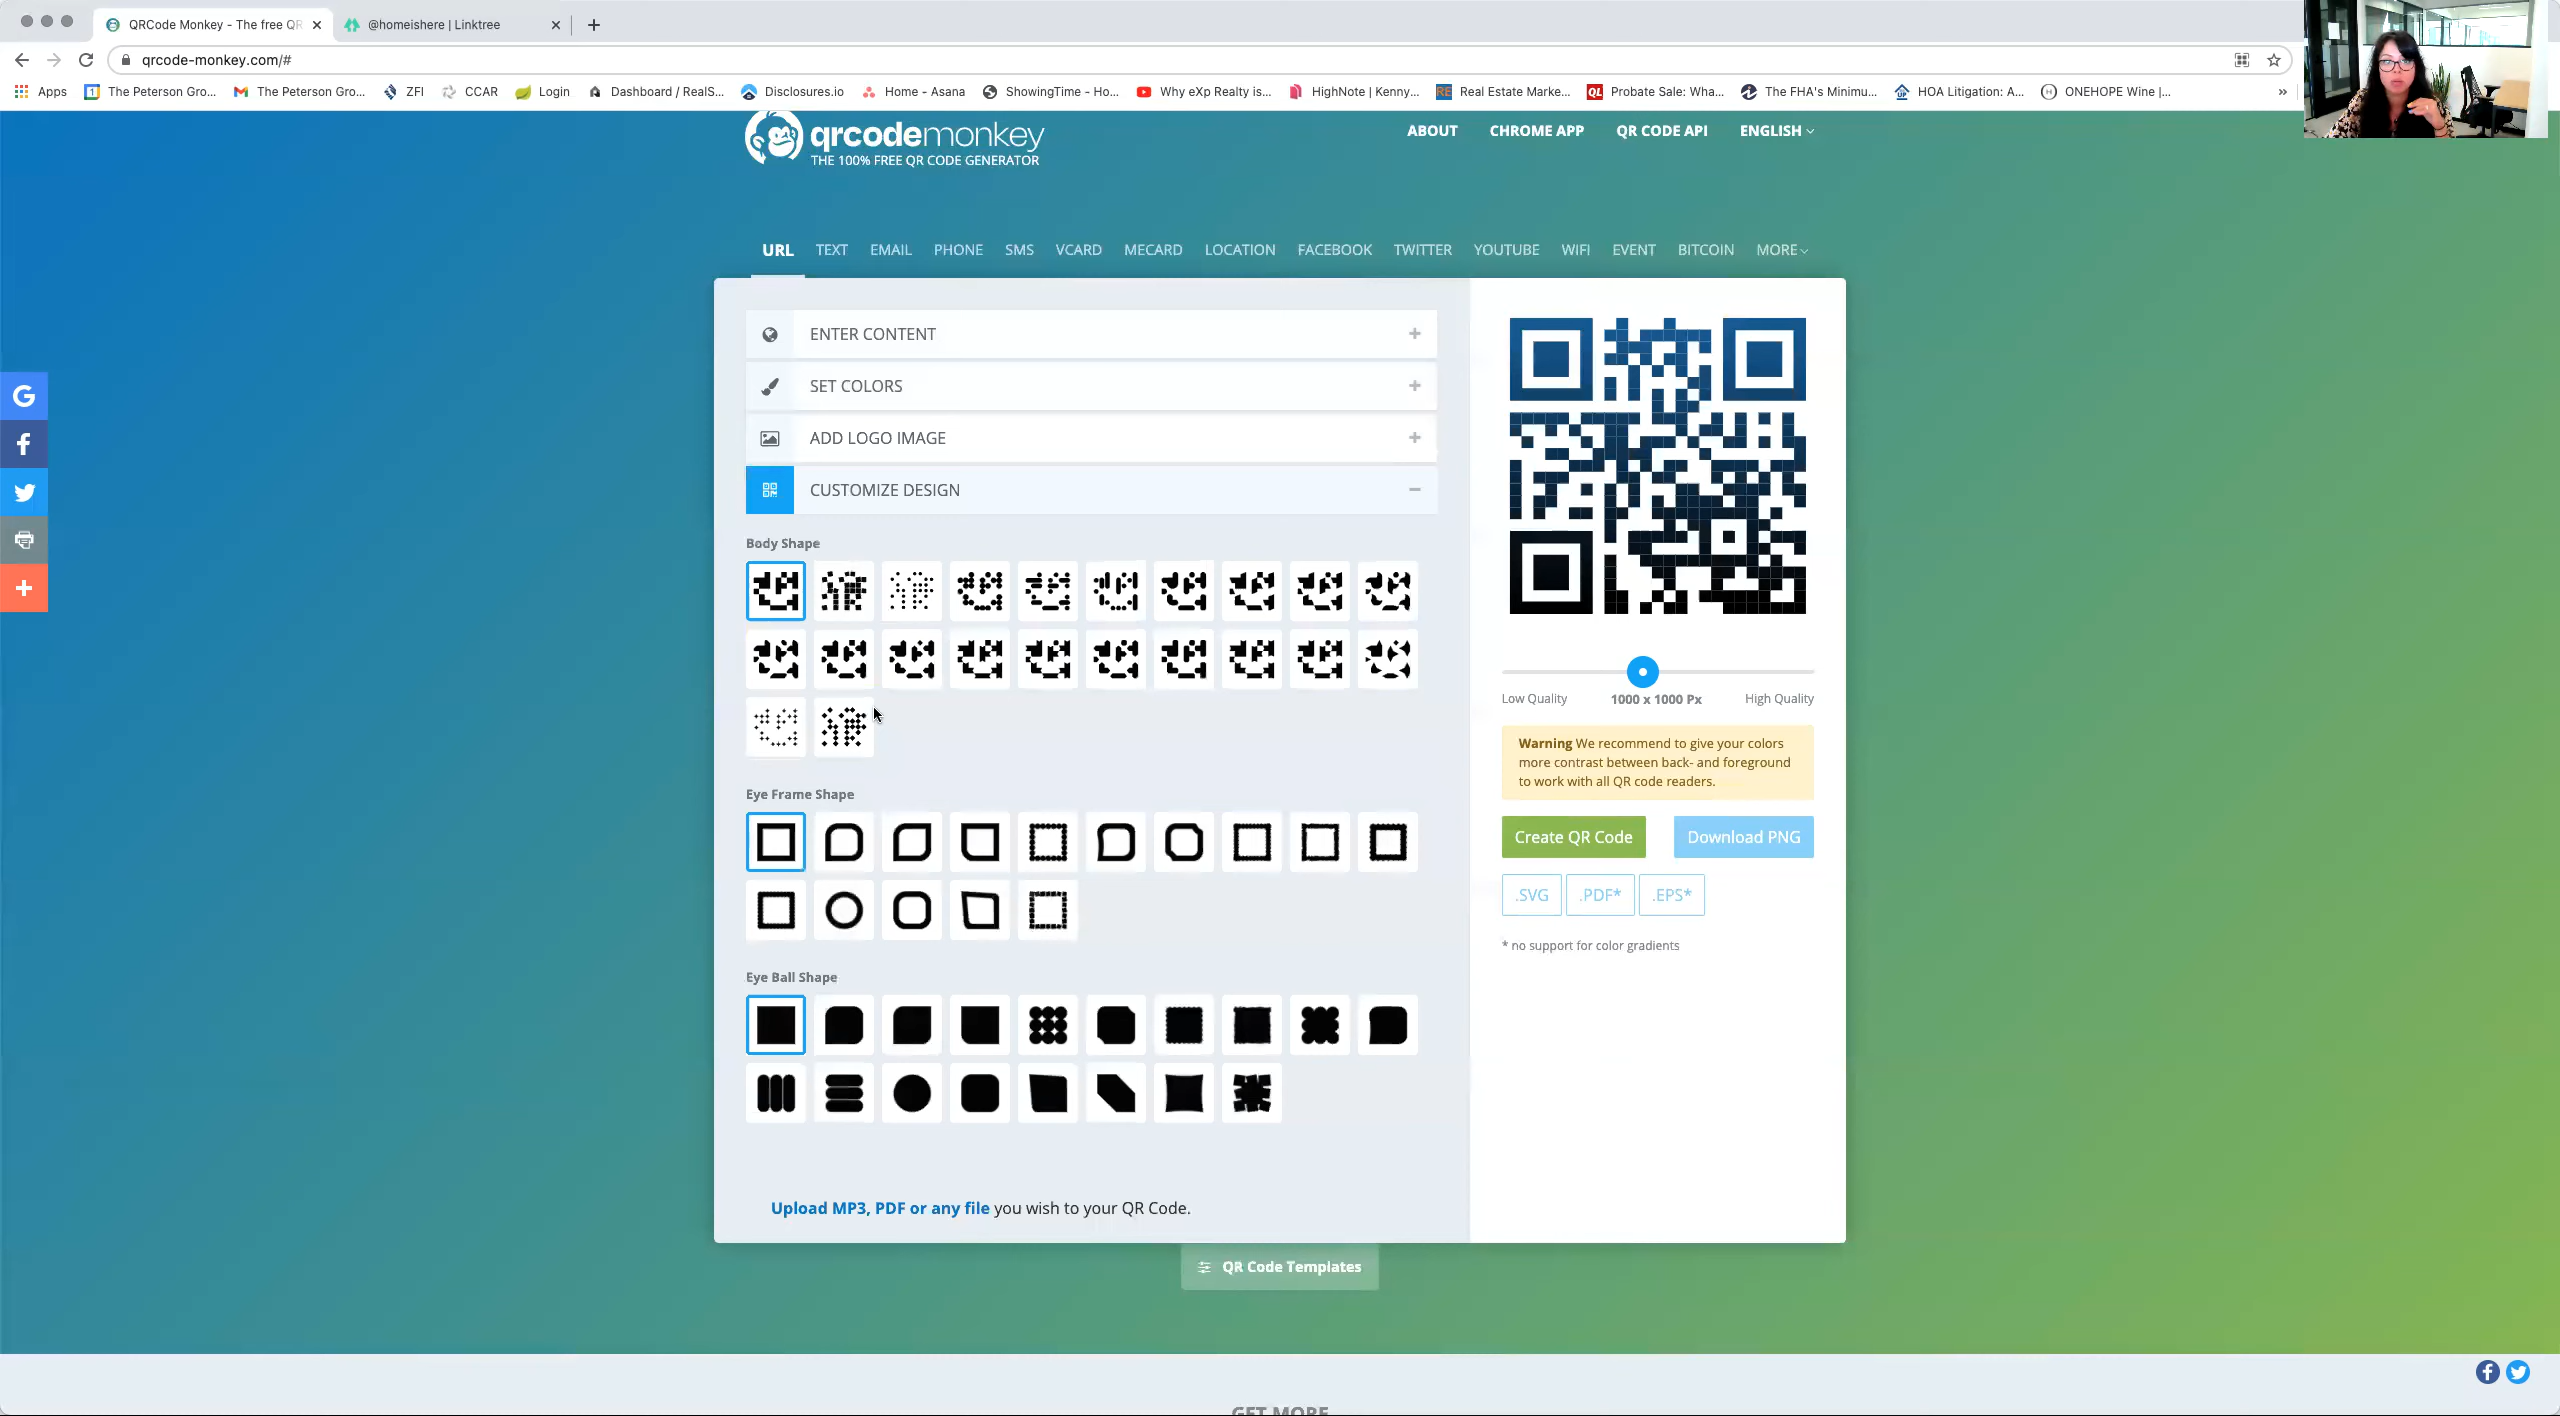 QRCode Monkey - The free QR
@homeishere | Linktree
qrcode-monkey.com/#
Apps
The Peterson Gro...
The Peterson Gro...
ZFI
CCAR
Login
Dashboard / RealS...
Disclosures.io
Home - Asana
ShowingTime - Ho...
Why eXp Realty is...
HighNote | Kenny...
Real Estate Marke...
Probate Sale: Wha...
The FHA's Minimu...
HOA Litigation: A...
ONEHOPE Wine |...
»
qrcodemonkey
THE 100% FREE QR CODE GENERATOR
ABOUT
CHROME APP
QR CODE API
ENGLISH
URL
TEXT
EMAIL
PHONE
SMS
VCARD
MECARD
LOCATION
FACEBOOK
TWITTER
YOUTUBE
WIFI
EVENT
BITCOIN
MORE
ENTER CONTENT
SET COLORS
ADD LOGO IMAGE
CUSTOMIZE DESIGN
Body Shape
Eye Frame Shape
Eye Ball Shape
Upload MP3, PDF or any file you wish to your QR Code.
Low Quality
1000 x 1000 Px
High Quality
Warning We recommend to give your colors
more contrast between back- and foreground
to work with all QR code readers.
Create QR Code
Download PNG
.SVG
.PDF*
.EPS*
* no support for color gradients
QR Code Templates
GET MORE